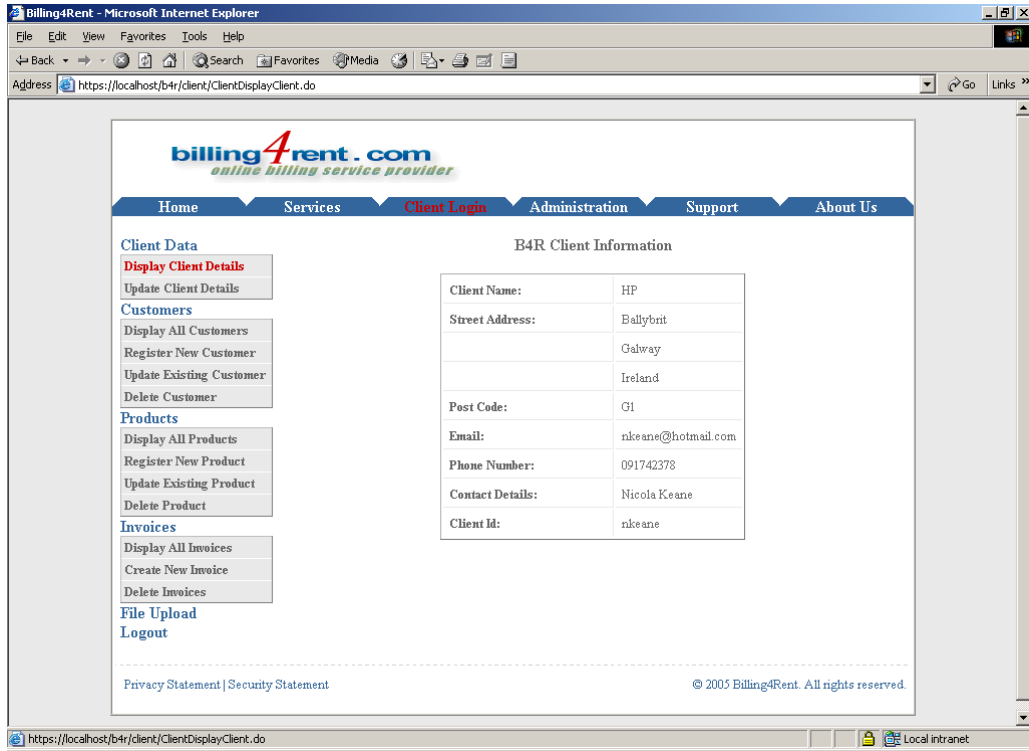 Billing4Rent - Microsoft Internet Explorer
File Edit View Favorites Tools Help
Back Search Favorites Media
Address https://localhost/b4r/client/ClientDisplayClient.do Go Links »
billing4rent.com
online billing service provider
Home Services Client Login Administration Support About Us
Client Data
Display Client Details
Update Client Details
Customers
Display All Customers
Register New Customer
Update Existing Customer
Delete Customer
Products
Display All Products
Register New Product
Update Existing Product
Delete Product
Invoices
Display All Invoices
Create New Invoice
Delete Invoices
File Upload
Logout
B4R Client Information
Client Name: HP
Street Address: Ballybrit
Galway
Ireland
Post Code: G1
Email: nkeane@hotmail.com
Phone Number: 091742378
Contact Details: Nicola Keane
Client Id: nkeane
Privacy Statement | Security Statement
© 2005 Billing4Rent. All rights reserved.
https://localhost/b4r/client/ClientDisplayClient.do Local intranet